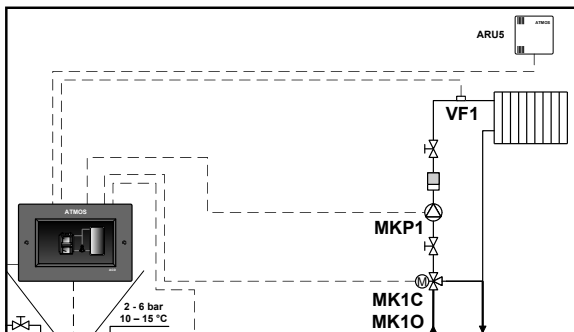 ARU5
ATMOS
VF1
MKP1
ATMOS
MK1C
MK1O
2 - 6 bar
10 – 15 °C